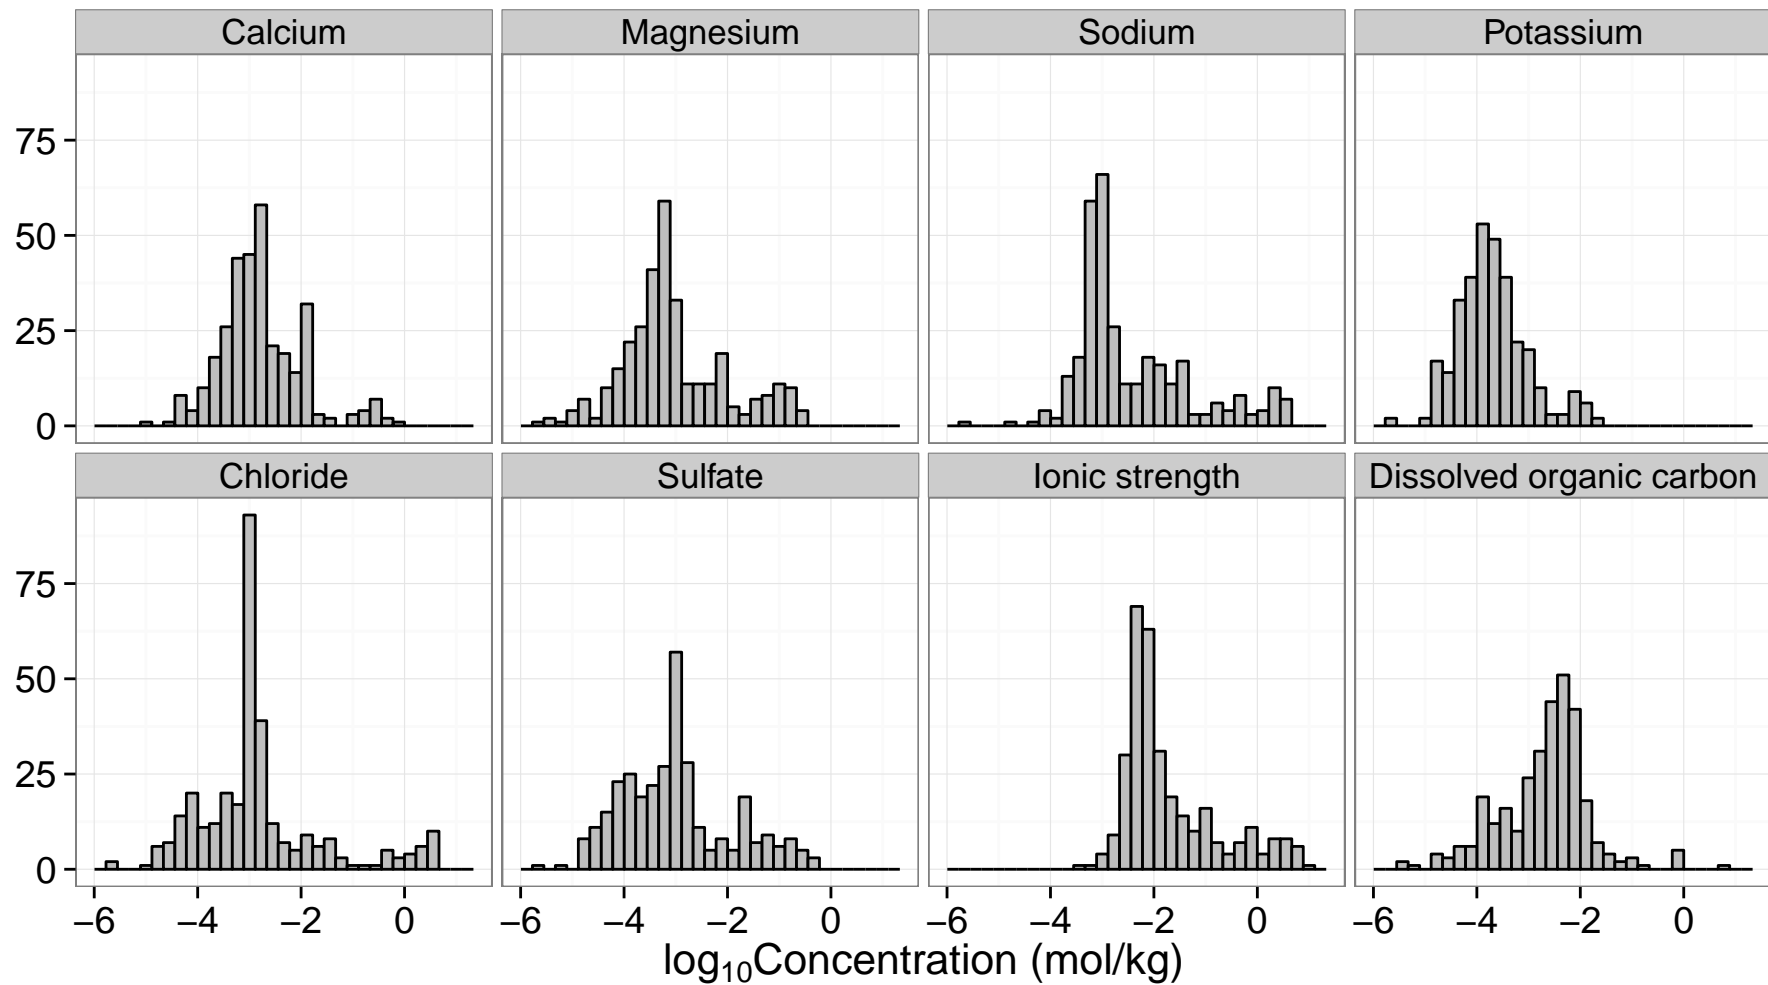 Calcium Magnesium Sodium Potassium
75
50
25
0
Chloride Sulfate Ionic strength Dissolved organic carbon
75
50
25
0
−6 −4 −2 0 −6 −4 −2 0 −6 −4 −2 0 −6 −4 −2 0
log₁₀Concentration (mol/kg)